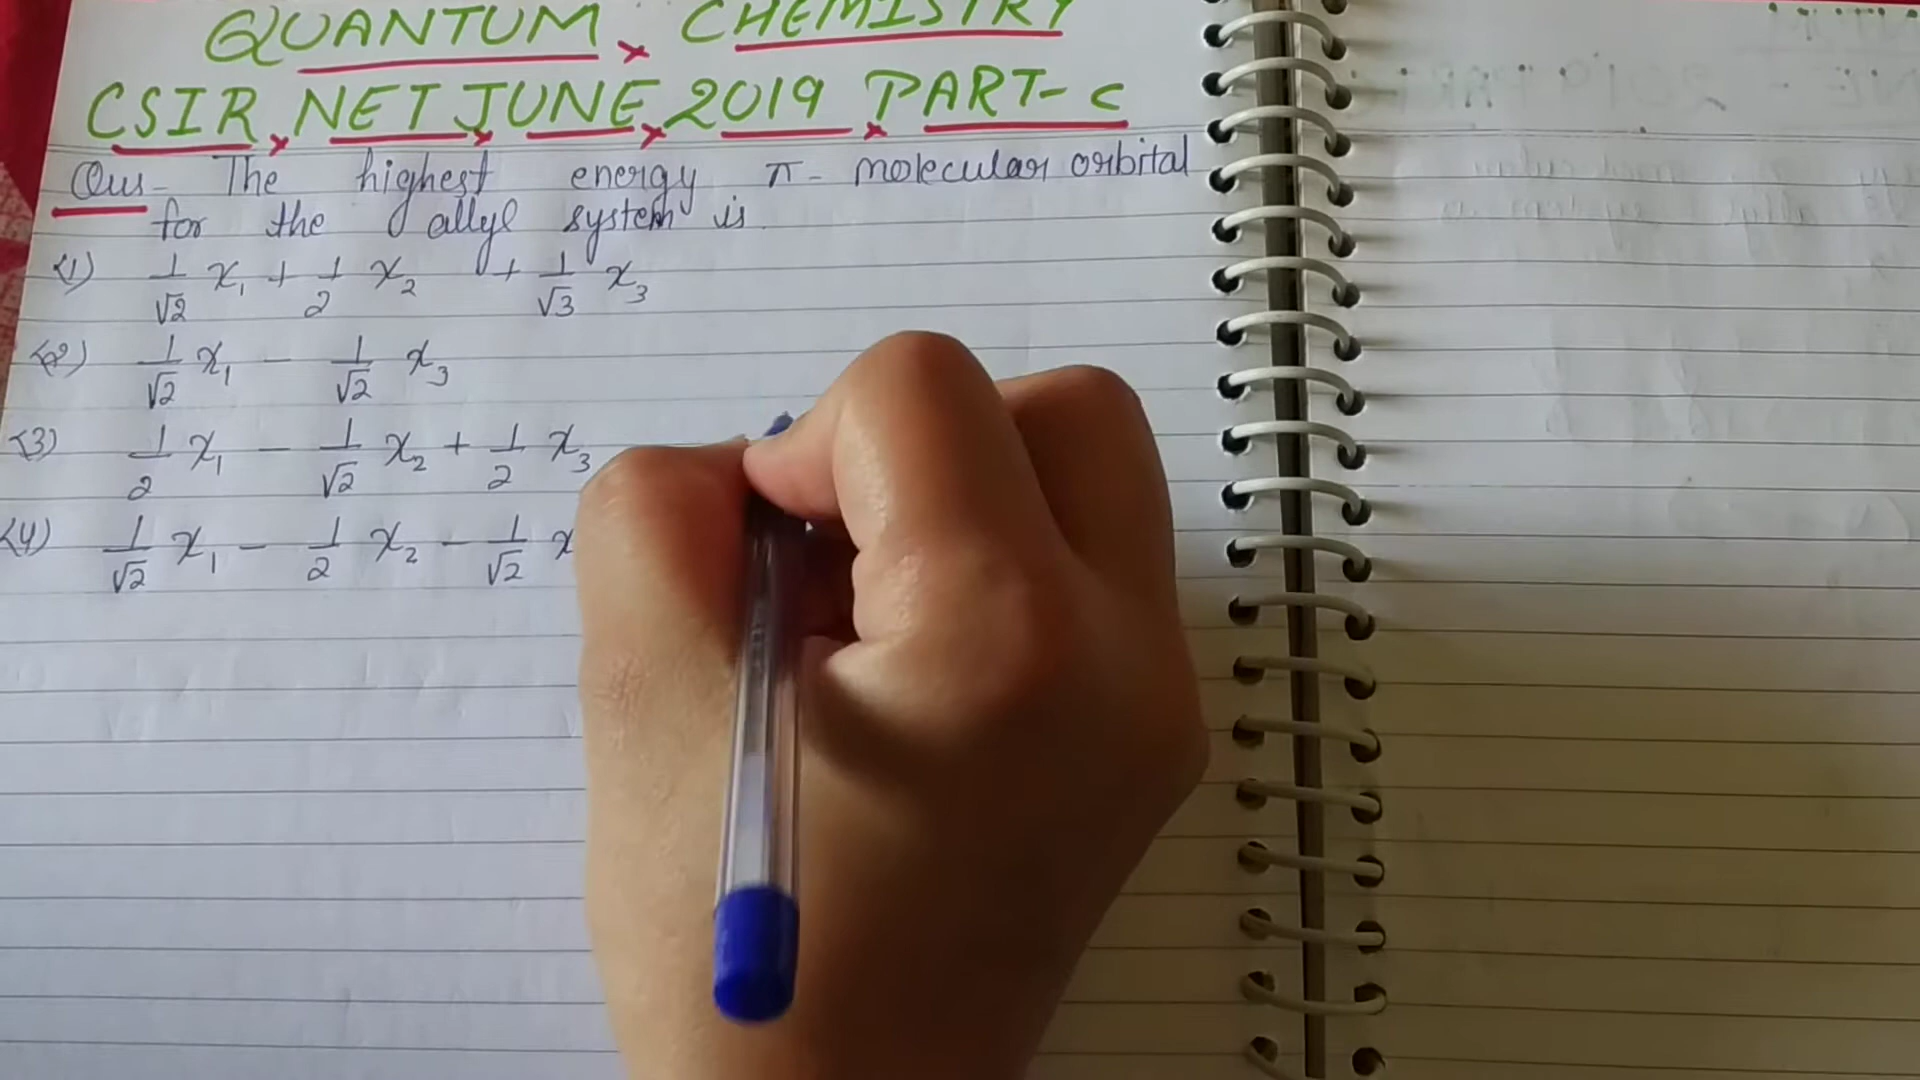 QUANTUM CHEMISTRY
CSIR NET JUNE 2019 PART-C
Qus- The highest energy π- molecular orbital
for the allyl system is.
(1) 1/√2 x₁ + 1/2 x₂ + 1/√3 x₃
(2) 1/√2 x₁ - 1/√2 x₃
(3) 1/2 x₁ - 1/√2 x₂ + 1/2 x₃
(4) 1/√2 x₁ - 1/2 x₂ - 1/√2 x